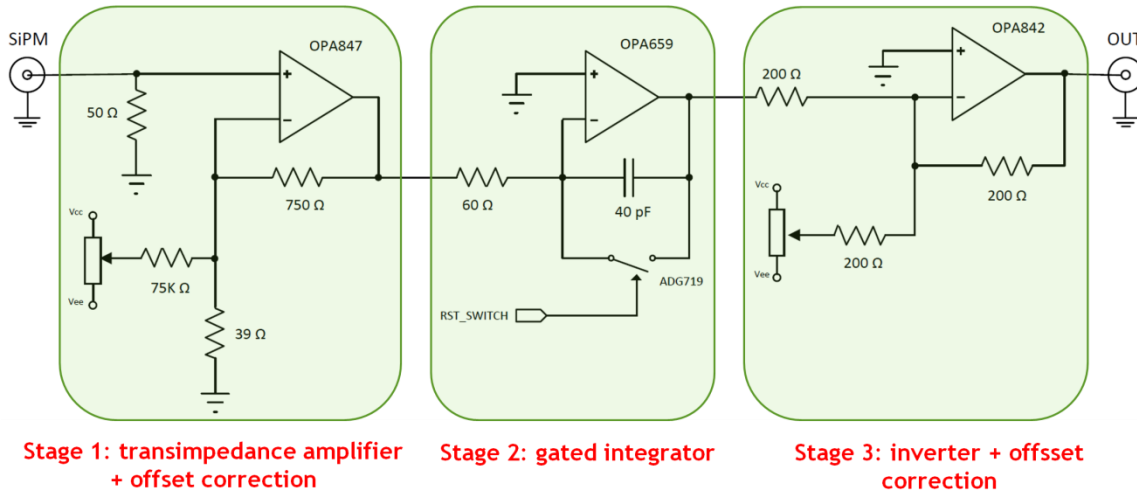 SiPM
OPA847
50 Ω
750 Ω
Vcc
75K Ω
Vee
39 Ω
OPA659
60 Ω
40 pF
ADG719
RST_SWITCH
OPA842
OUT
200 Ω
200 Ω
Vcc
200 Ω
Vee
Stage 1: transimpedance amplifier
+ offset correction
Stage 2: gated integrator
Stage 3: inverter + offsset
correction